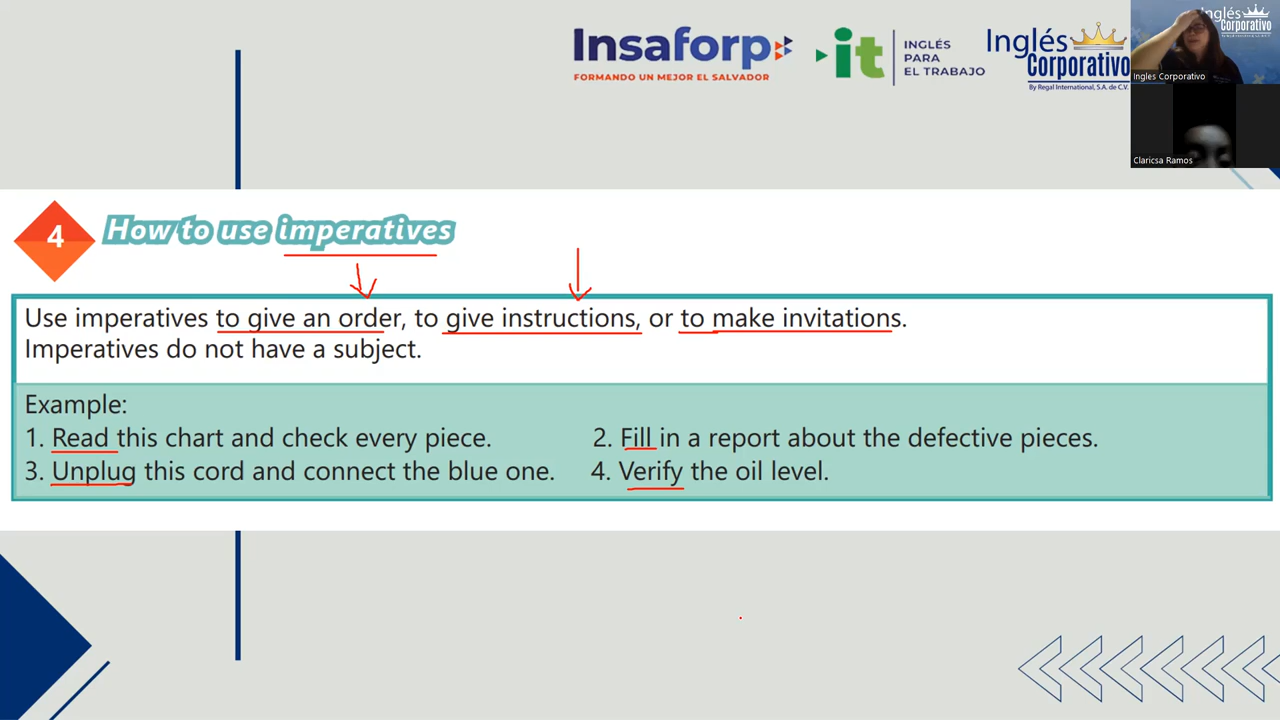 Insaforp
FORMANDO UN MEJOR EL SALVADOR
it
INGLÉS
PARA
EL TRABAJO
Inglés
Corporativo
By Regal International, S.A. de C.V.
Inglés
Corporativo
Ingles Corporativo
Claricsa Ramos
4
How to use imperatives
Use imperatives to give an order, to give instructions, or to make invitations.
Imperatives do not have a subject.
Example:
1. Read this chart and check every piece.
2. Fill in a report about the defective pieces.
3. Unplug this cord and connect the blue one.
4. Verify the oil level.